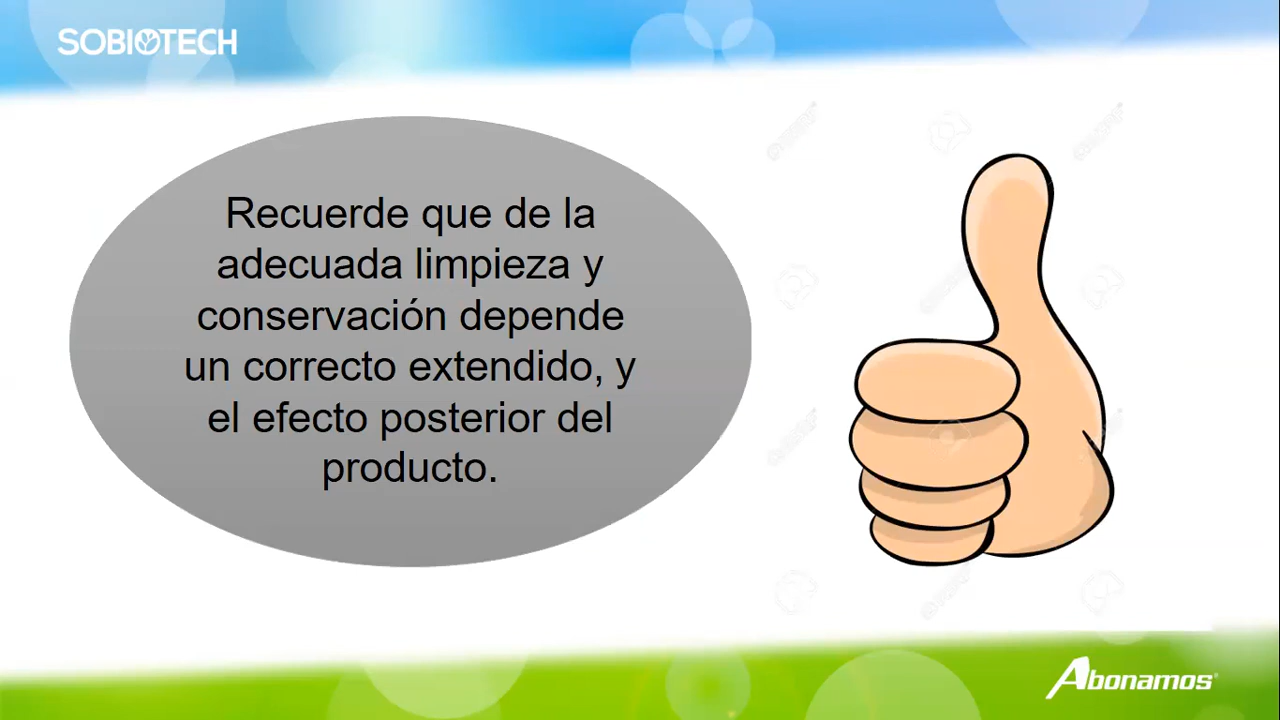 SOBIOTECH
Recuerde que de la
adecuada limpieza y
conservación depende
un correcto extendido, y
el efecto posterior del
producto.
Abonamos